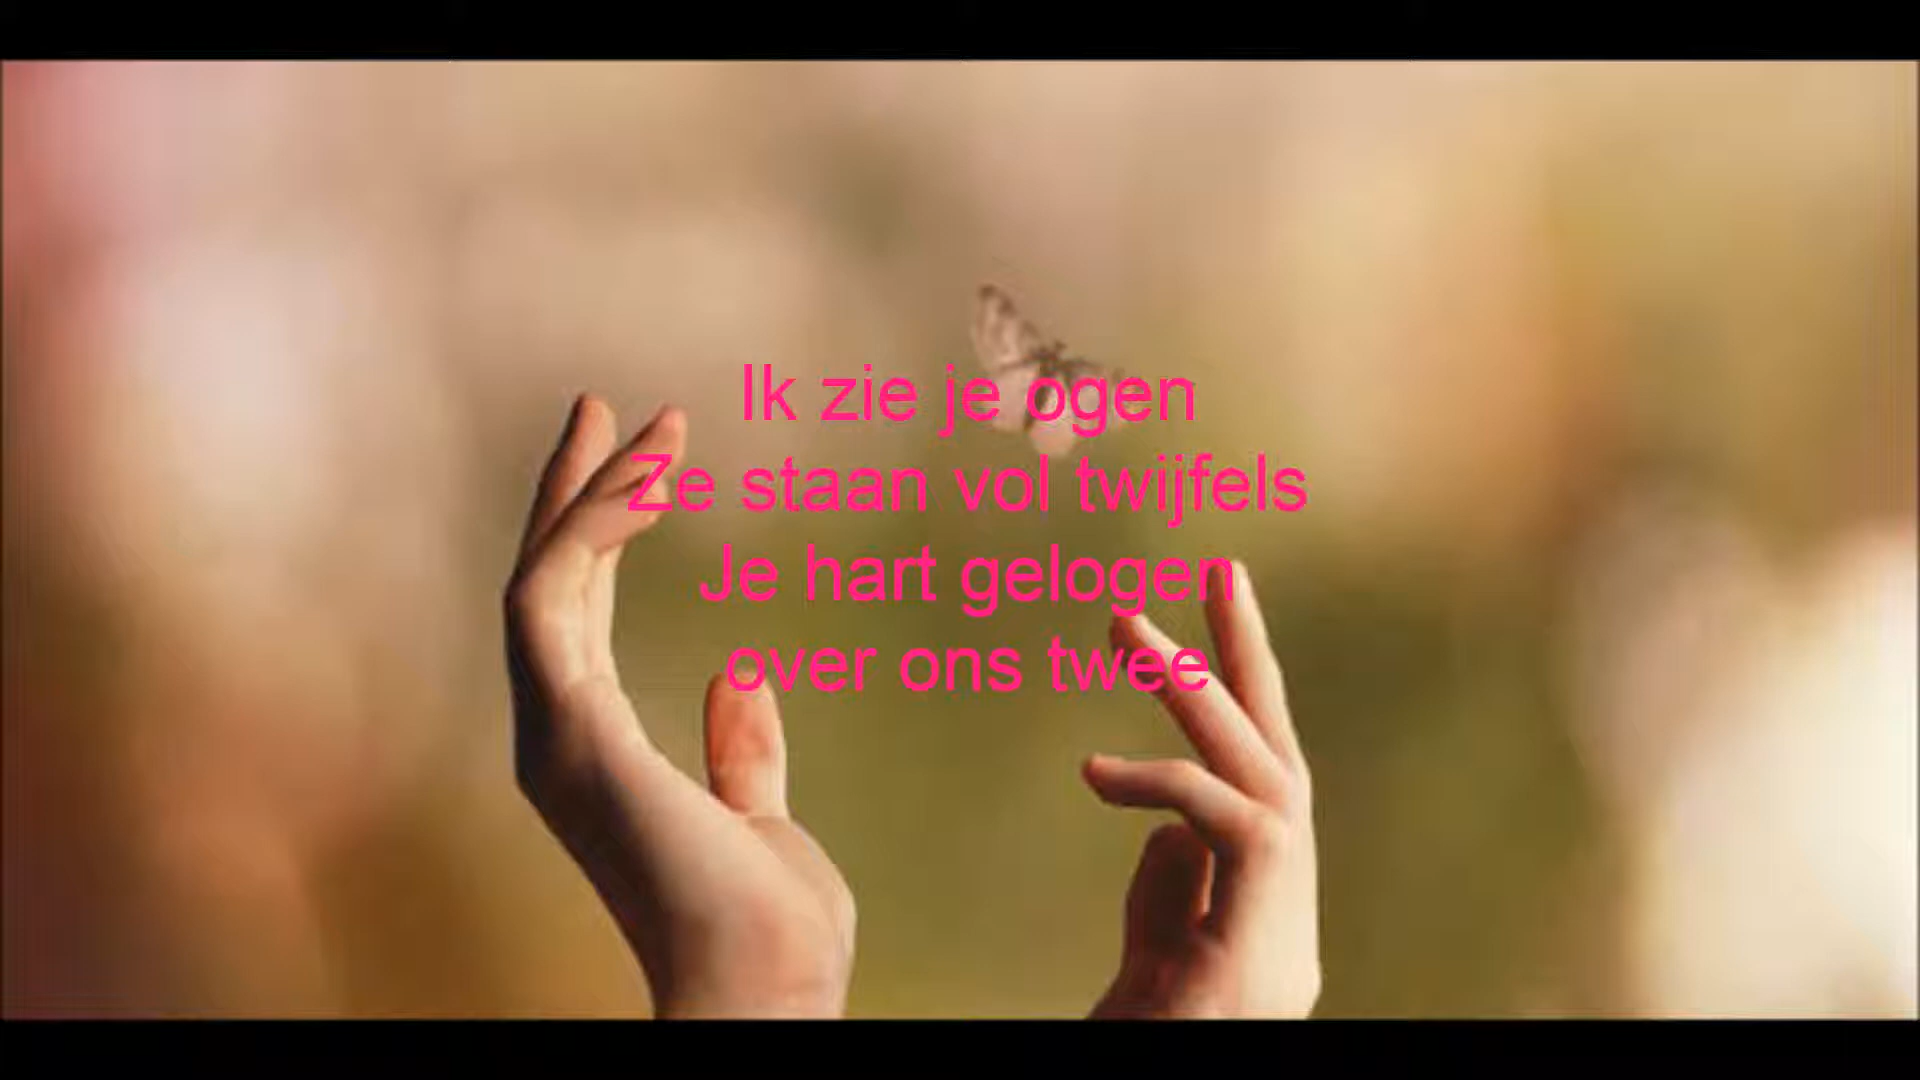 Ik zie je ogen
Ze staan vol twijfels
Je hart gelogen
over ons twee